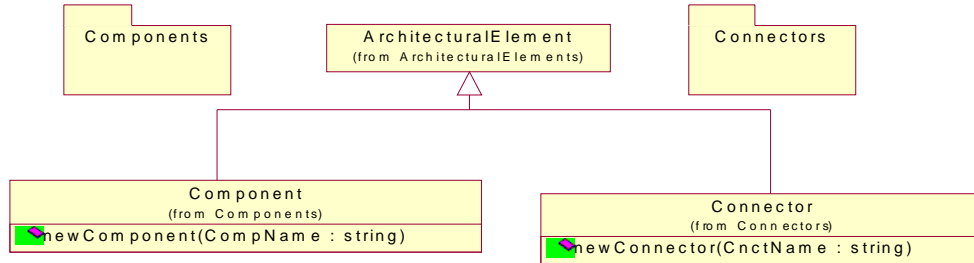 Components
ArchitecturalElement
(from ArchitecturalElements)
Connectors
Component
(from Components)
newComponent(CompName : string)
Connector
(from Connectors)
newConnector(CnctName : string)